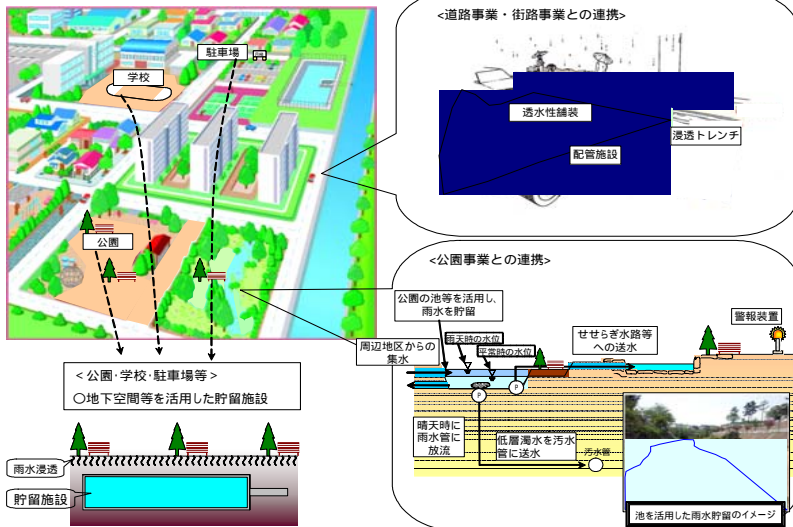 学校
駐車場
公園
<公園・学校・駐車場等>
○地下空間等を活用した貯留施設
雨水浸透
貯留施設
<道路事業・街路事業との連携>
透水性舗装
浸透トレンチ
配管施設
<公園事業との連携>
公園の池等を活用し、
雨水を貯留
周辺地区からの
集水
雨天時の水位
平常時の水位
せせらぎ水路等
への送水
警報装置
P
P
晴天時に
雨水管に
放流
低層濁水を汚水
管に送水
汚水管
池を活用した雨水貯留のイメージ